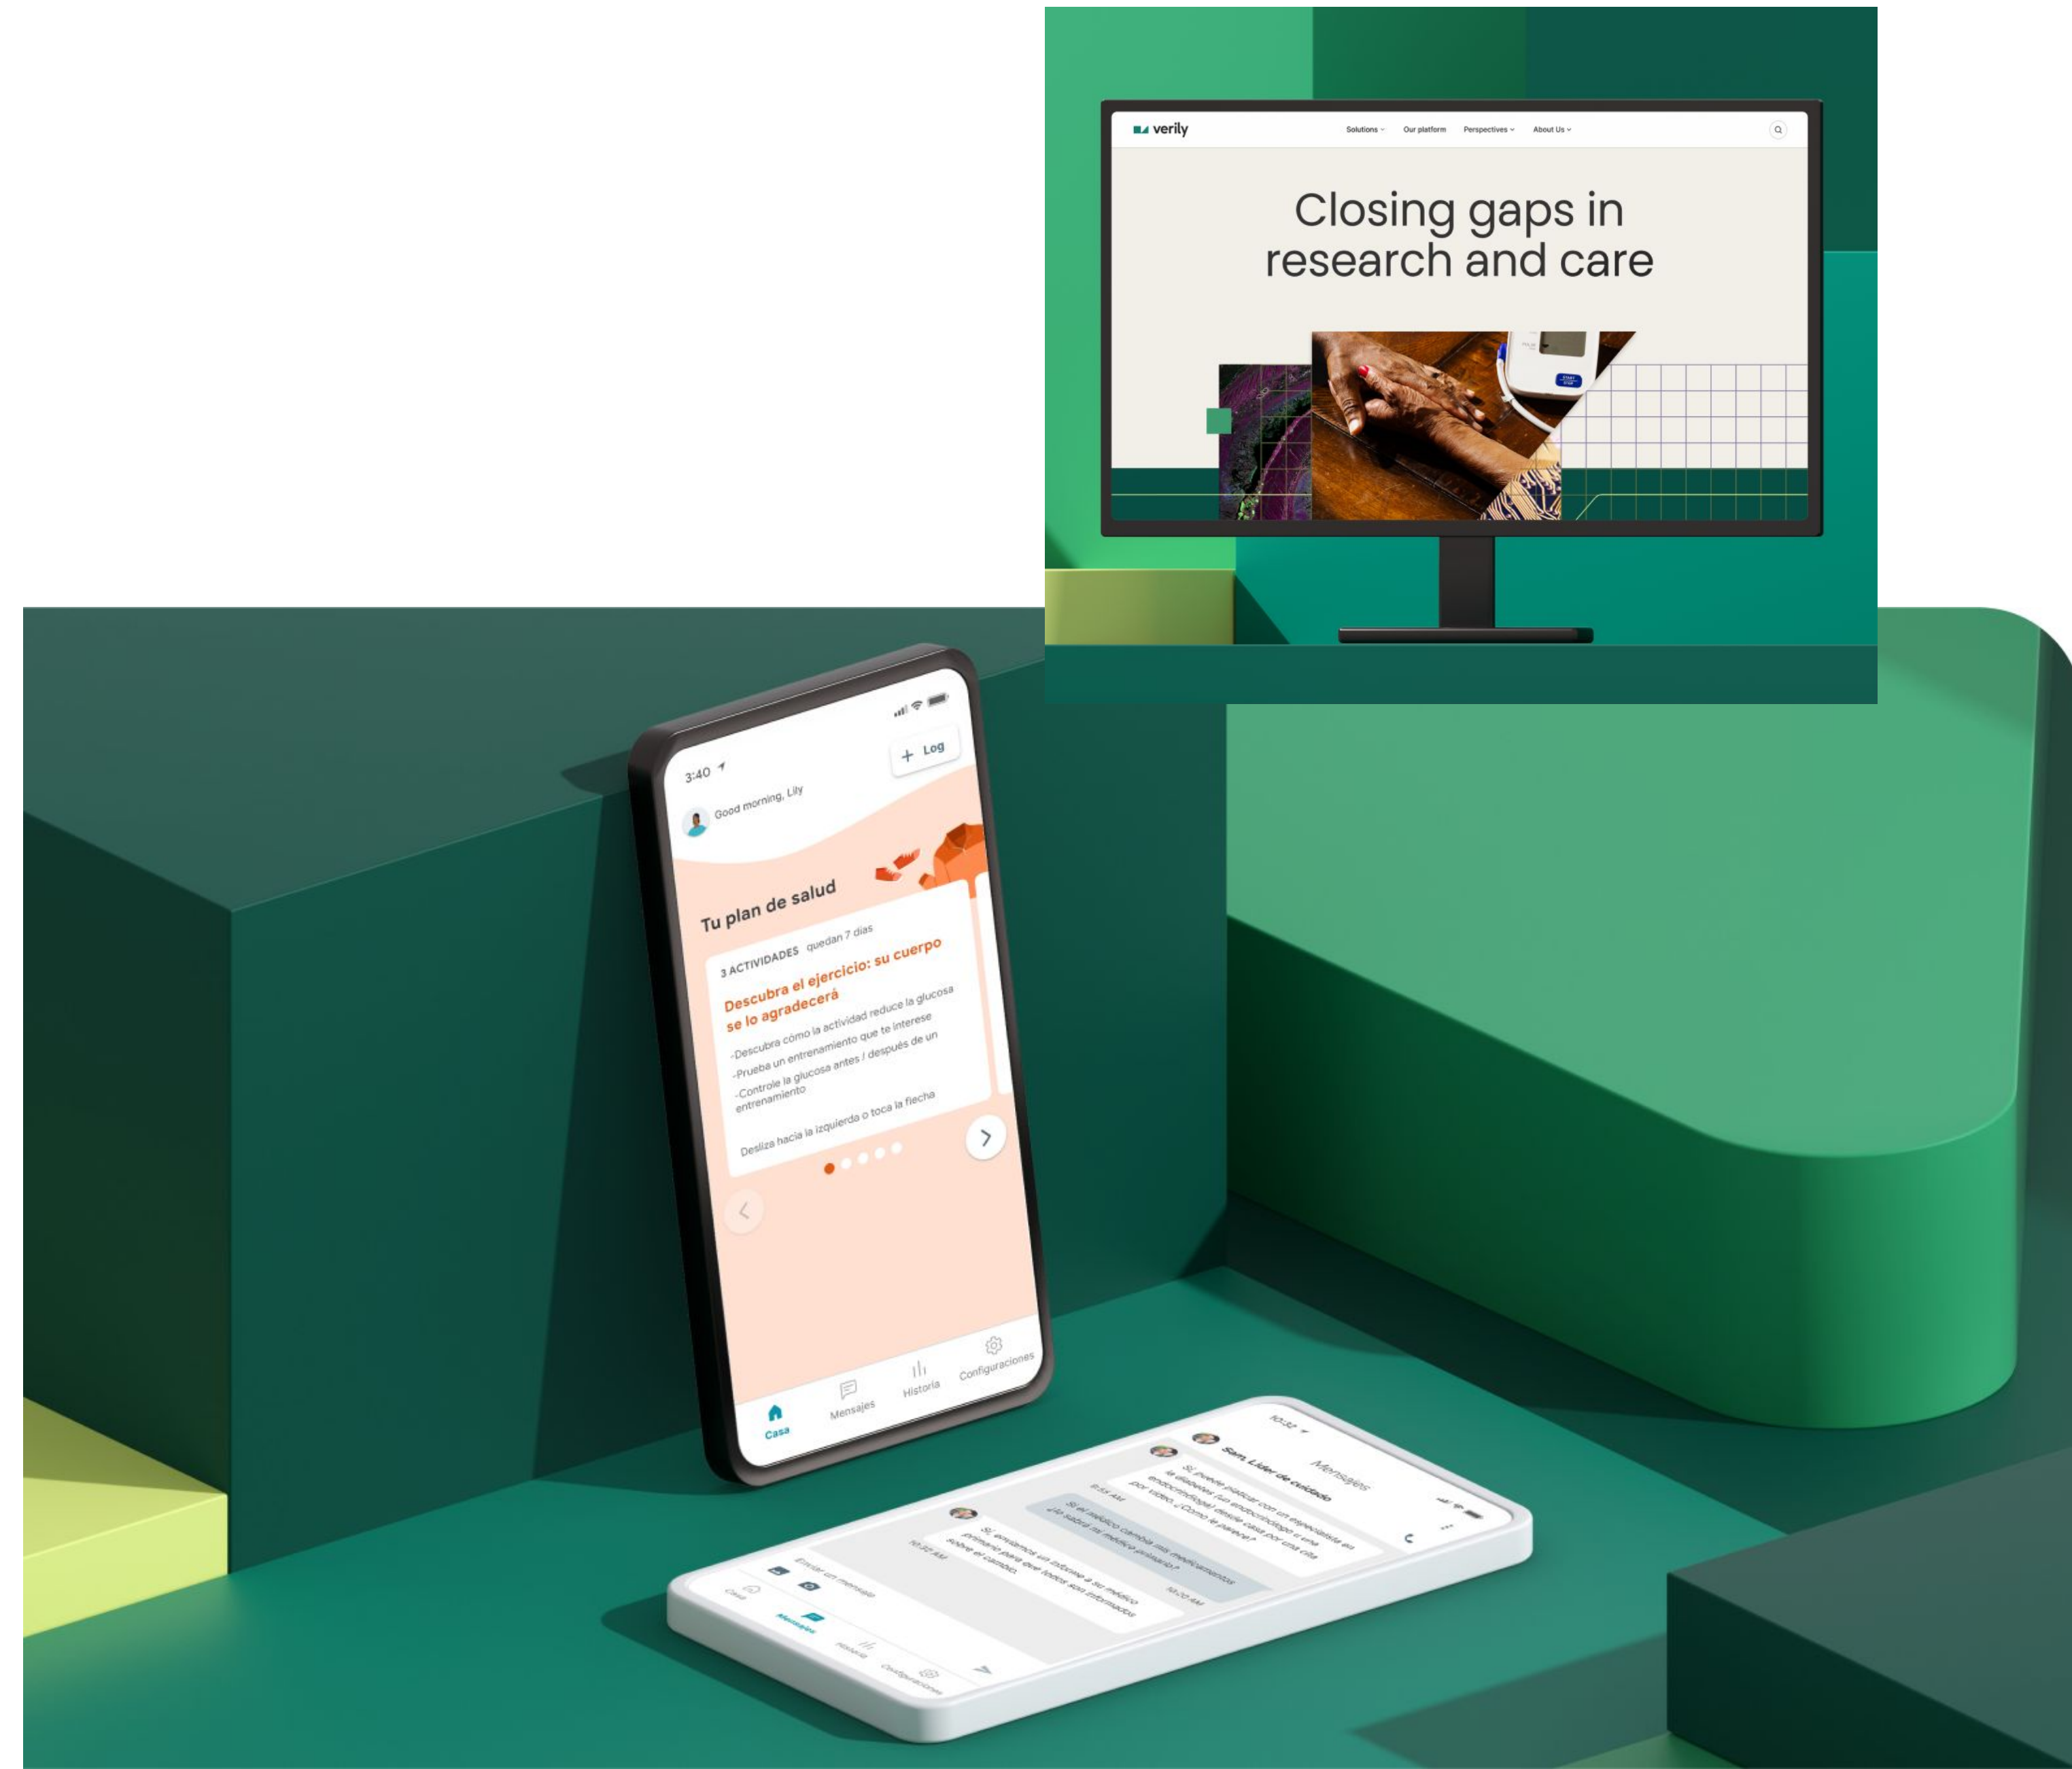 verily
Solutions
Our platform
Perspectives
About Us
Closing gaps in
research and care
START
STOP
3:40
+ Log
Good morning, Lily
Tu plan de salud
3 ACTIVIDADES quedan 7 dias
Descubra el ejercicio: su cuerpo
se lo agradecerá
-Descubra cómo la actividad reduce la glucosa
-Prueba un entrenamiento que te interese
-Controle la glucosa antes / después de un
entrenamiento
Desliza hacia la izquierda o toca la flecha
Casa
Mensajes
Historia
Configuraciones
10:32
Mensajes
Sam, Líder de cuidado
Sí, puede platicar con un especialista en
la diabetes (un endocrinólogo) desde casa por una cita
por video. ¿Cómo le parece?
9:55 AM
Si el médico cambia mis medicamentos
¿lo sabrá mi médico primario?
10:20 AM
Sí, enviamos un informe a su médico
primario para que todos son informados
sobre el cambio.
10:32 AM
Enviar un mensaje
Casa
Mensajes
Historia
Configuraciones